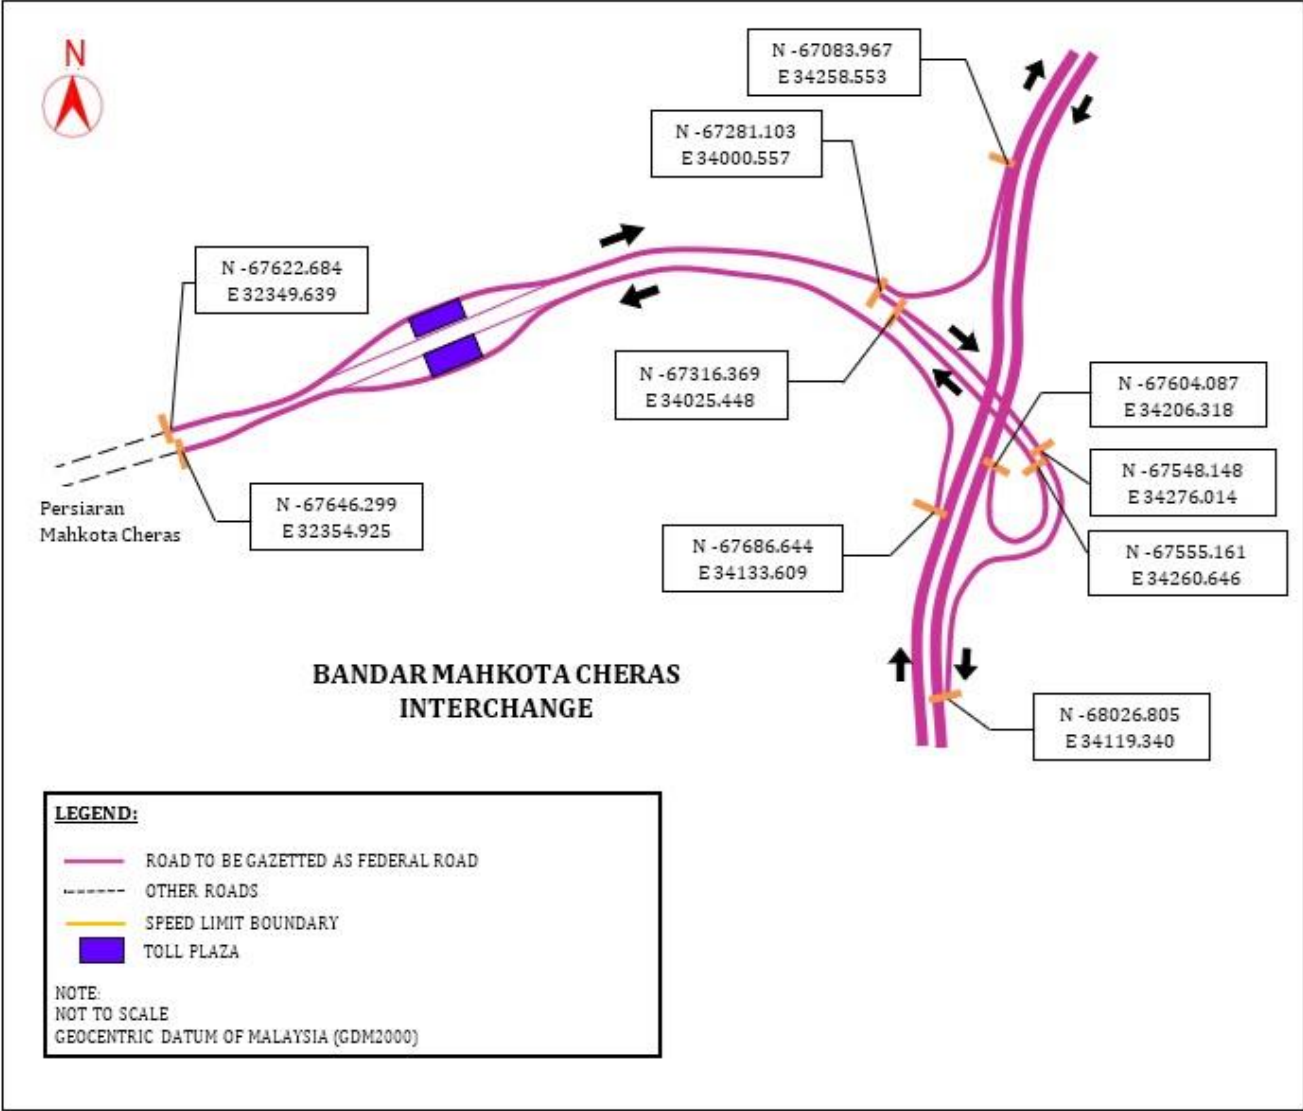 N
N -67083.967
E 34258.553
N -67281.103
E 34000.557
N -67622.684
E 32349.639
N -67316.369
E 34025.448
N -67604.087
E 34206.318
N -67548.148
E 34276.014
N -67646.299
E 32354.925
Persiaran
Mahkota Cheras
N -67686.644
E 34133.609
N -67555.161
E 34260.646
BANDAR MAHKOTA CHERAS
INTERCHANGE
N -68026.805
E 34119.340
LEGEND:
ROAD TO BE GAZETTED AS FEDERAL ROAD
OTHER ROADS
SPEED LIMIT BOUNDARY
TOLL PLAZA
NOTE:
NOT TO SCALE
GEOCENTRIC DATUM OF MALAYSIA (GDM2000)